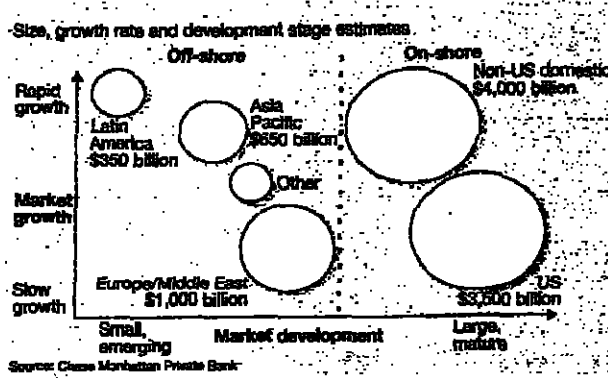 Size, growth rate and development stage estimates
Off-shore
On-shore
Rapid
growth
Latin
America
$350 billion
Asia
Pacific
$650 billion
Non-US domestic
$4,000 billion
Other
Market
growth
Europe/Middle East
$1,000 billion
US
$3,500 billion
Slow
growth
Small,
emerging
Market development
Large,
mature
Source: Chase Manhattan Private Bank